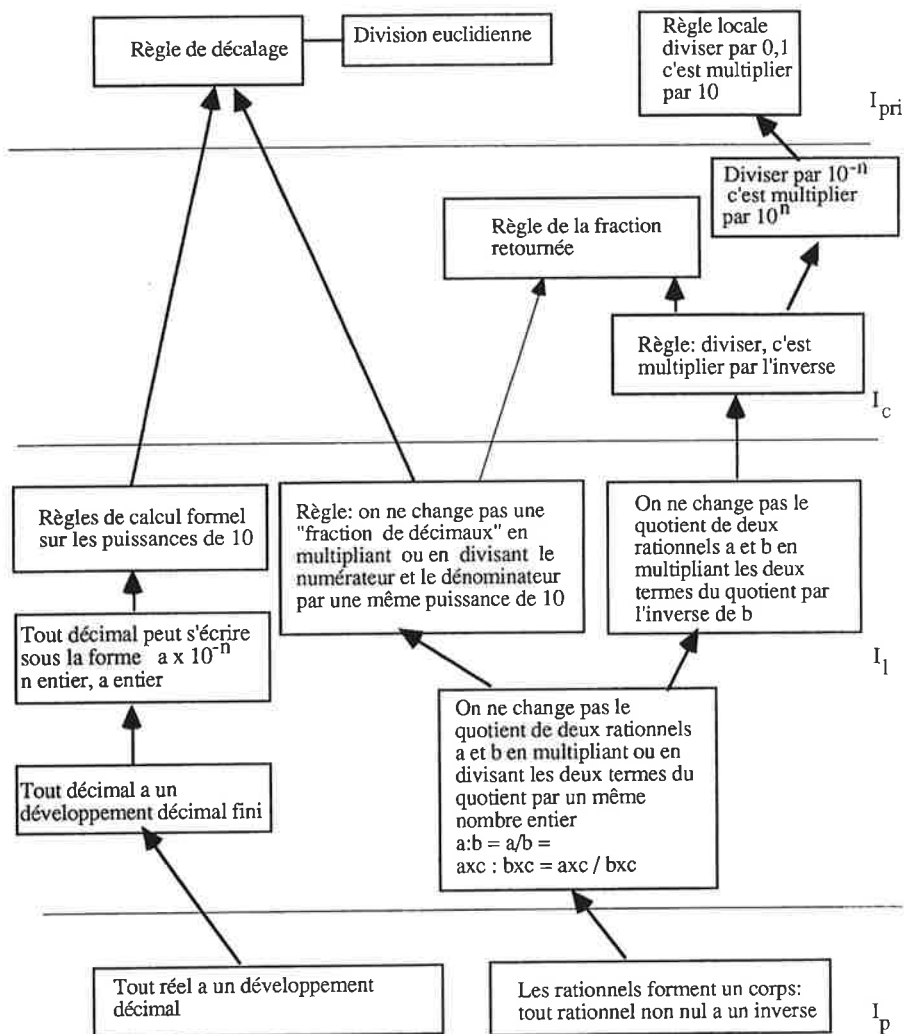 Règle de décalage
Division euclidienne
Règle locale
diviser par 0,1
c'est multiplier
par 10
I_pri
Diviser par 10^-n
c'est multiplier
par 10^n
Règle de la fraction
retournée
Règle: diviser, c'est
multiplier par l'inverse
I_c
Règles de calcul formel
sur les puissances de 10
Règle: on ne change pas une
"fraction de décimaux" en
multipliant ou en divisant le
numérateur et le dénominateur
par une même puissance de 10
On ne change pas le
quotient de deux
rationnels a et b en
multipliant les deux
termes du quotient par
l'inverse de b
Tout décimal peut s'écrire
sous la forme a x 10^-n
n entier, a entier
I_l
On ne change pas le
quotient de deux rationnels
a et b en multipliant ou en
divisant les deux termes du
quotient par un même
nombre entier
a:b = a/b =
axc : bxc = axc / bxc
Tout décimal a un
développement décimal fini
Tout réel a un développement
décimal
Les rationnels forment un corps:
tout rationnel non nul a un inverse
I_p